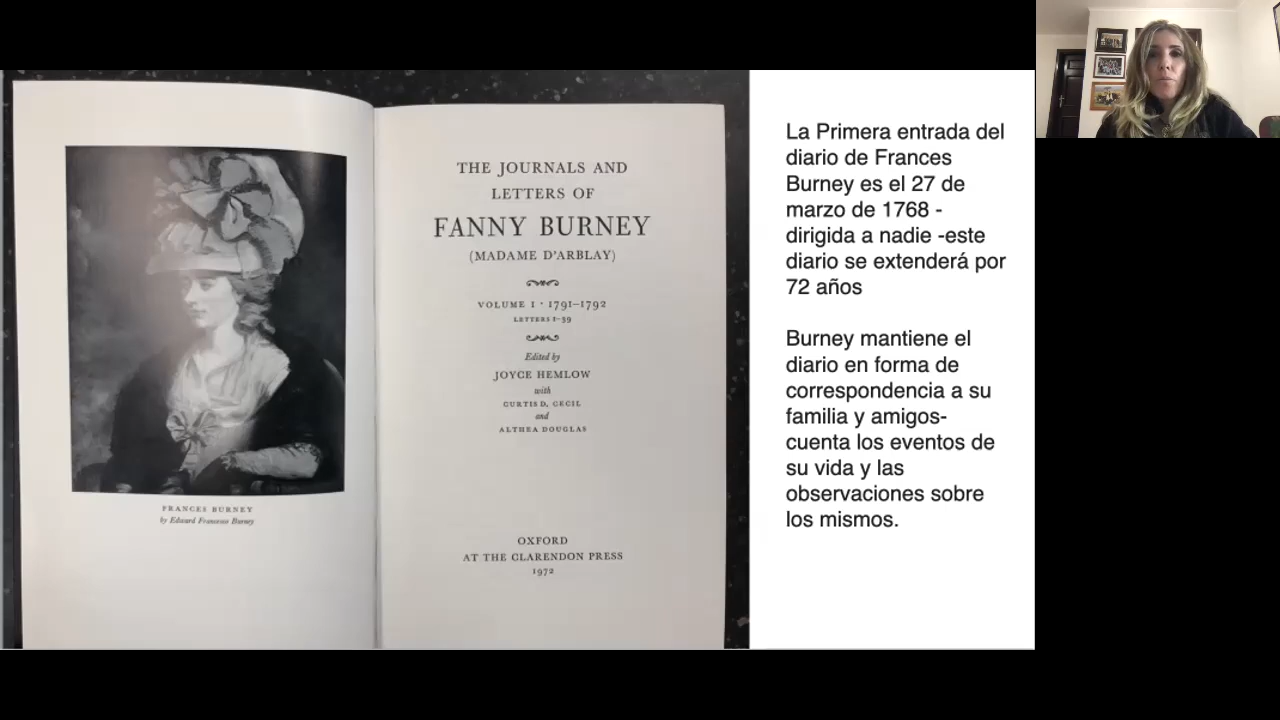 FRANCES BURNEY
by Edward Francesco Burney
THE JOURNALS AND
LETTERS OF
FANNY BURNEY
(MADAME D'ARBLAY)
VOLUME I · 1791–1792
LETTERS 1–39
Edited by
JOYCE HEMLOW
with
CURTIS D. CECIL
and
ALTHEA DOUGLAS
OXFORD
AT THE CLARENDON PRESS
1972
La Primera entrada del
diario de Frances
Burney es el 27 de
marzo de 1768 -
dirigida a nadie -este
diario se extenderá por
72 años
Burney mantiene el
diario en forma de
correspondencia a su
familia y amigos-
cuenta los eventos de
su vida y las
observaciones sobre
los mismos.